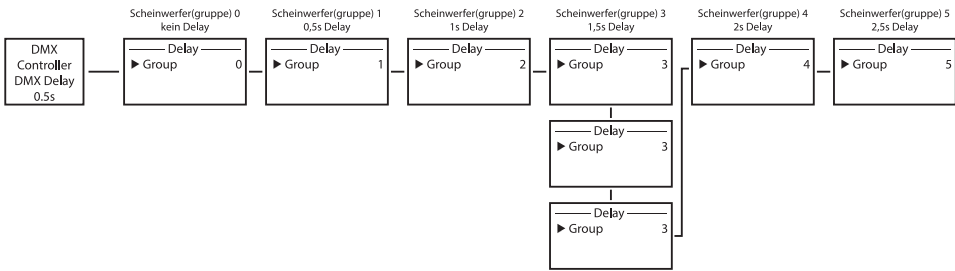 DMX
Controller
DMX Delay
0.5s
Scheinwerfer(gruppe) 0
kein Delay
Delay
▶ Group 0
Scheinwerfer(gruppe) 1
0,5s Delay
Delay
▶ Group 1
Scheinwerfer(gruppe) 2
1s Delay
Delay
▶ Group 2
Scheinwerfer(gruppe) 3
1,5s Delay
Delay
▶ Group 3
Delay
▶ Group 3
Delay
▶ Group 3
Scheinwerfer(gruppe) 4
2s Delay
Delay
▶ Group 4
Scheinwerfer(gruppe) 5
2,5s Delay
Delay
▶ Group 5